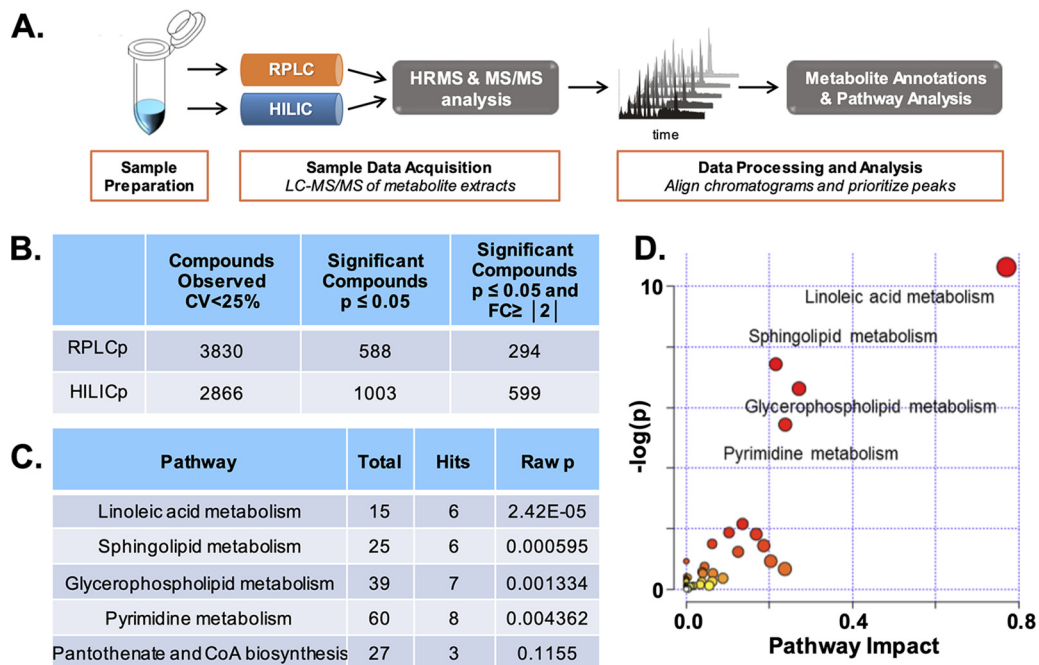 A.
RPLC
HILIC
HRMS & MS/MS
analysis
time
Metabolite Annotations
& Pathway Analysis
Sample
Preparation
Sample Data Acquisition
LC-MS/MS of metabolite extracts
Data Processing and Analysis
Align chromatograms and prioritize peaks
B.
Compounds
Observed
CV<25%
Significant
Compounds
p ≤ 0.05
Significant
Compounds
p ≤ 0.05 and
FC≥ |2|
RPLCp 3830 588 294
HILICp 2866 1003 599
C.
Pathway Total Hits Raw p
Linoleic acid metabolism 15 6 2.42E-05
Sphingolipid metabolism 25 6 0.000595
Glycerophospholipid metabolism 39 7 0.001334
Pyrimidine metabolism 60 8 0.004362
Pantothenate and CoA biosynthesis 27 3 0.1155
D.
10
Linoleic acid metabolism
Sphingolipid metabolism
Glycerophospholipid metabolism
Pyrimidine metabolism
-log(p)
0
0.0 0.4 0.8
Pathway Impact